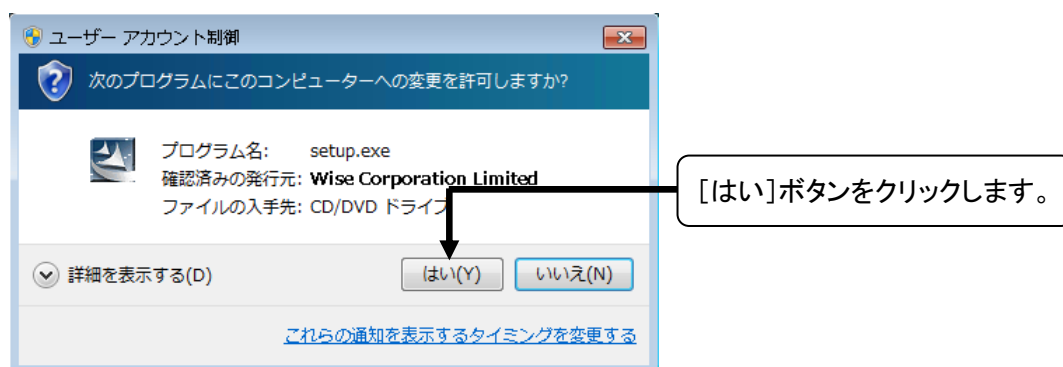 ユーザー アカウント制御
次のプログラムにこのコンピューターへの変更を許可しますか?
プログラム名: setup.exe
確認済みの発行元: Wise Corporation Limited
ファイルの入手先: CD/DVD ドライブ
[はい]ボタンをクリックします。
詳細を表示する(D) はい(Y) いいえ(N)
これらの通知を表示するタイミングを変更する